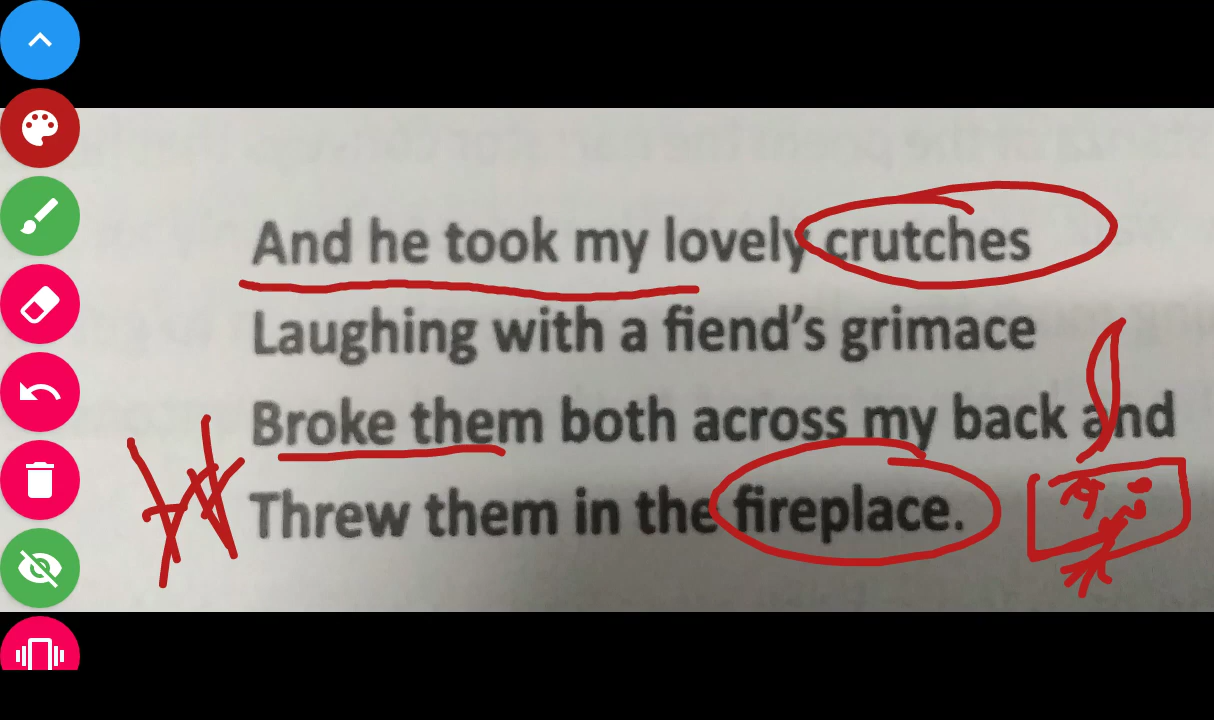 And he took my lovely crutches
Laughing with a fiend's grimace
Broke them both across my back and
Threw them in the fireplace.